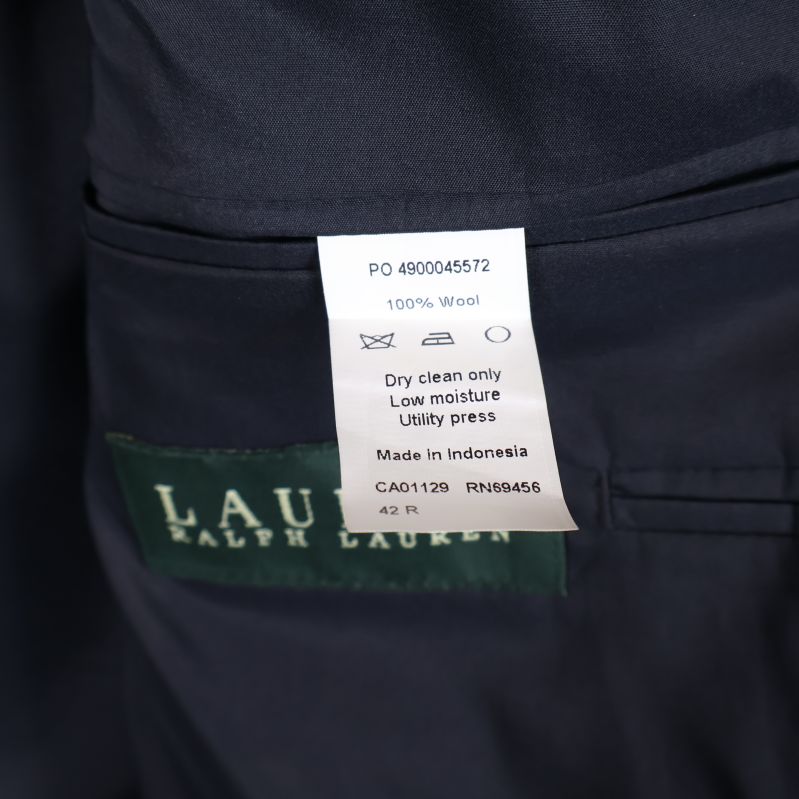 PO 4900045572
100% Wool
Dry clean only
Low moisture
Utility press
Made in Indonesia
CA01129 RN69456
42 R
LAU
RALPH LAUREN